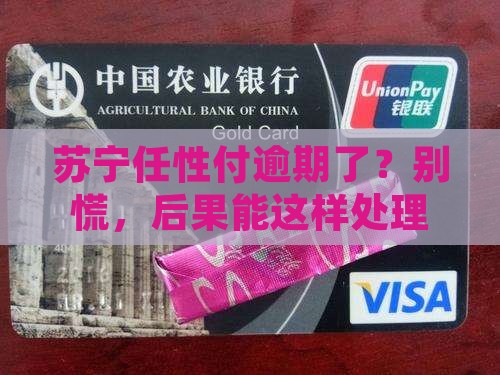 中国农业银行
AGRICULTURAL BANK OF CHINA
UnionPay
银联
Gold Card
苏宁任性付逾期了？别
慌，后果能这样处理
VISA